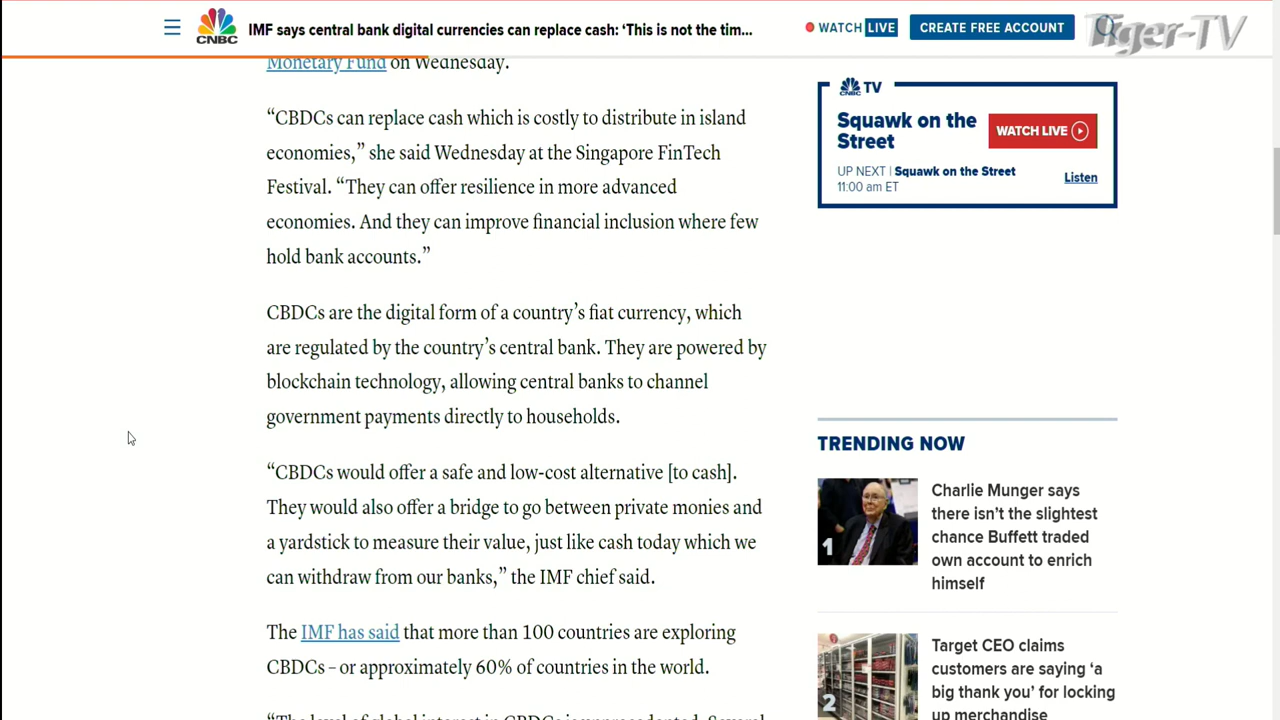 CNBC
IMF says central bank digital currencies can replace cash: ‘This is not the tim...
WATCH LIVE
CREATE FREE ACCOUNT
Tiger-TV
Monetary Fund on Wednesday.
“CBDCs can replace cash which is costly to distribute in island
economies,” she said Wednesday at the Singapore FinTech
Festival. “They can offer resilience in more advanced
economies. And they can improve financial inclusion where few
hold bank accounts.”
CBDCs are the digital form of a country’s fiat currency, which
are regulated by the country’s central bank. They are powered by
blockchain technology, allowing central banks to channel
government payments directly to households.
“CBDCs would offer a safe and low-cost alternative [to cash].
They would also offer a bridge to go between private monies and
a yardstick to measure their value, just like cash today which we
can withdraw from our banks,” the IMF chief said.
The IMF has said that more than 100 countries are exploring
CBDCs – or approximately 60% of countries in the world.
“The level of global interest in CBDCs is unprecedented. Several
CNBC TV
Squawk on the
Street
WATCH LIVE
UP NEXT | Squawk on the Street
11:00 am ET
Listen
TRENDING NOW
1
Charlie Munger says
there isn’t the slightest
chance Buffett traded
own account to enrich
himself
2
Target CEO claims
customers are saying ‘a
big thank you’ for locking
up merchandise